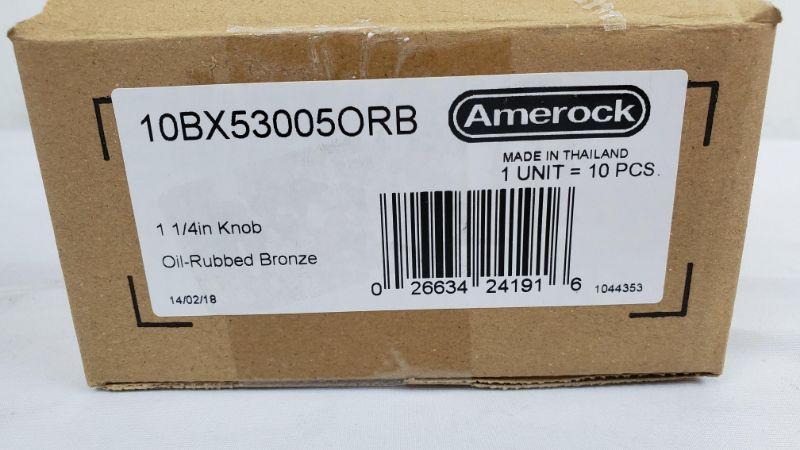 10BX53005ORB
Amerock
MADE IN THAILAND
1 UNIT = 10 PCS.
1 1/4in Knob
Oil-Rubbed Bronze
14/02/18
0 26634 24191 6
1044353